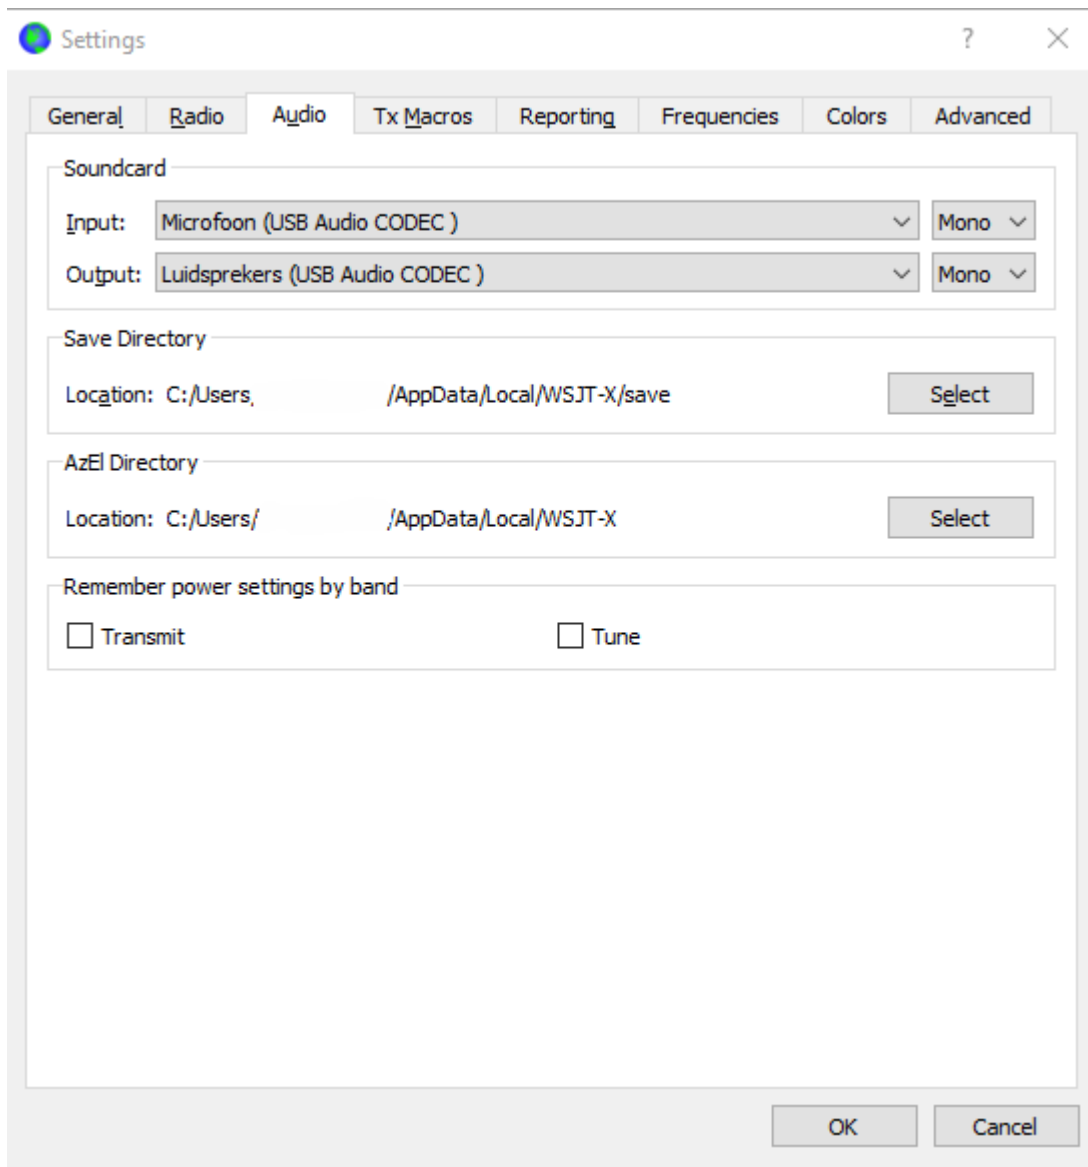 Settings
General Radio Audio Tx Macros Reporting Frequencies Colors Advanced
Soundcard
Input: Microfoon (USB Audio CODEC ) Mono
Output: Luidsprekers (USB Audio CODEC ) Mono
Save Directory
Location: C:/Users /AppData/Local/WSJT-X/save Select
AzEl Directory
Location: C:/Users/ /AppData/Local/WSJT-X Select
Remember power settings by band
Transmit Tune
OK Cancel